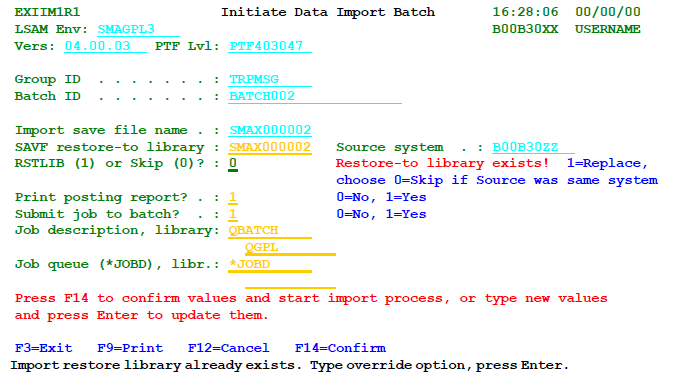 EXIIM1R1 Initiate Data Import Batch 16:28:06 00/00/00
LSAM Env: SMAGPL3 B00B30XX USERNAME
Vers: 04.00.03 PTF Lvl: PTF403047
Group ID . . . . . . . : TRPMSG
Batch ID . . . . . . . : BATCH002
Import save file name . : SMAX000002
SAVF restore-to library : SMAX000002 Source system . : B00B30ZZ
RSTLIB (1) or Skip (0)? : 0 Restore-to library exists! 1=Replace,
choose 0=Skip if Source was same system
Print posting report? . : 1 0=No, 1=Yes
Submit job to batch? . : 1 0=No, 1=Yes
Job description, library: QBATCH
QGPL
Job queue (*JOBD), libr.: *JOBD
Press F14 to confirm values and start import process, or type new values
and press Enter to update them.
F3=Exit F9=Print F12=Cancel F14=Confirm
Import restore library already exists. Type override option, press Enter.